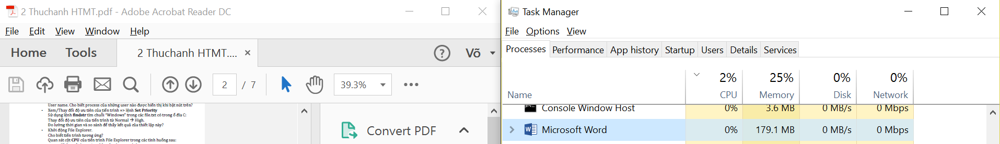 2 Thuchanh HTMT.pdf - Adobe Acrobat Reader DC
File Edit View Window Help
Home Tools 2 Thuchanh HTMT.... × ? Võ
2 / 7 39.3%
User name. Cho biết process của những user nào được hiển thị khi bật nút trên?
- Xem/Thay đổi độ ưu tiên của tiến trình => lệnh Set Priority
Sử dụng lệnh findstr tìm chuỗi “Windows” trong các file.txt có trong ổ đĩa C:
Thay đổi độ ưu tiên của tiến trình từ Normal → High.
Đo lường thời gian và so sánh để thấy kết quả của thiết lập này?
- Khởi động File Explorer.
Cho biết tiến trình tương ứng?
Quan sát cột CPU của tiến trình File Explorer trong các tình huống sau:
Convert PDF
Task Manager
File Options View
Processes Performance App history Startup Users Details Services
2% 25% 0% 0%
Name CPU Memory Disk Network
Console Window Host 0% 3.6 MB 0 MB/s 0 Mbps
Microsoft Word 0% 179.1 MB 0 MB/s 0 Mbps